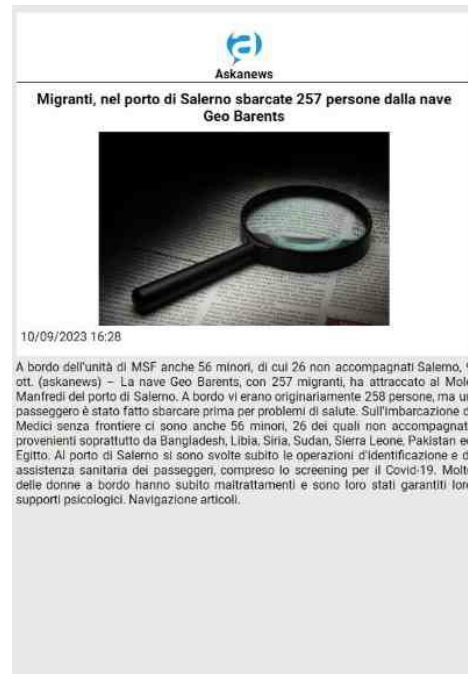 a
Askanews
Migranti, nel porto di Salerno sbarcate 257 persone dalla nave
Geo Barents
10/09/2023 16:28
A bordo dell'unità di MSF anche 56 minori, di cui 26 non accompagnati Salerno,
ott. (askanews) – La nave Geo Barents, con 257 migranti, ha attraccato al Molo
Manfredi del porto di Salerno. A bordo vi erano originariamente 258 persone, ma un
passeggero è stato fatto sbarcare prima per problemi di salute. Sull'imbarcazione d
Medici senza frontiere ci sono anche 56 minori, 26 dei quali non accompagnat
provenienti soprattutto da Bangladesh, Libia, Siria, Sudan, Sierra Leone, Pakistan ed
Egitto. Al porto di Salerno si sono svolte subito le operazioni d'identificazione e d
assistenza sanitaria dei passeggeri, compreso lo screening per il Covid-19. Molte
delle donne a bordo hanno subito maltrattamenti e sono loro stati garantiti loro
supporti psicologici. Navigazione articoli.